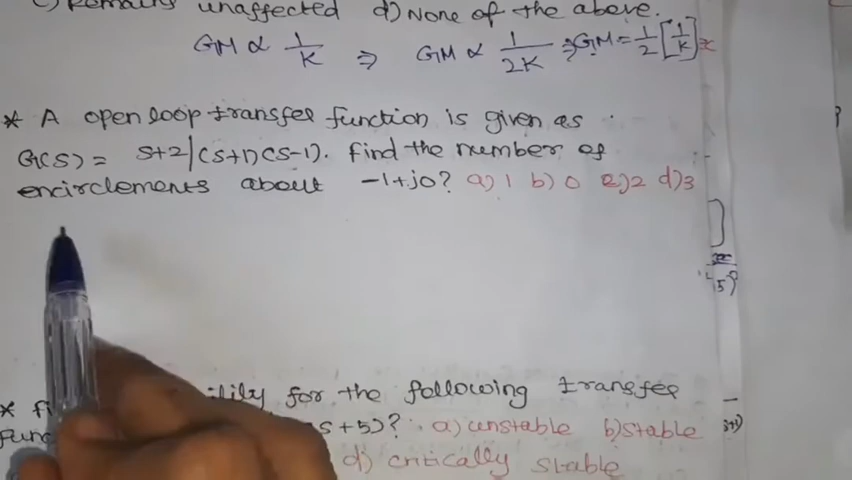 c) Remains unaffected d) None of the above.
GM ∝ 1/K ⇒ GM ∝ 1/2K ⇒ GM = 1/2 [1/K] x
* A open loop transfer function is given as
G(s) = s+2|(s+1)(s-1). Find the number of
encirclements about -1+j0? a) 1 b) 0 c) 2 d) 3
for the following transfer
s+5)? a) unstable b) stable
d) critically stable